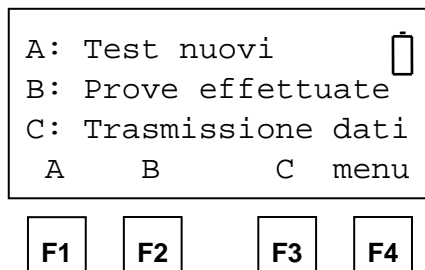 A: Test nuovi
B: Prove effettuate
C: Trasmissione dati
A B C menu
F1 F2 F3 F4